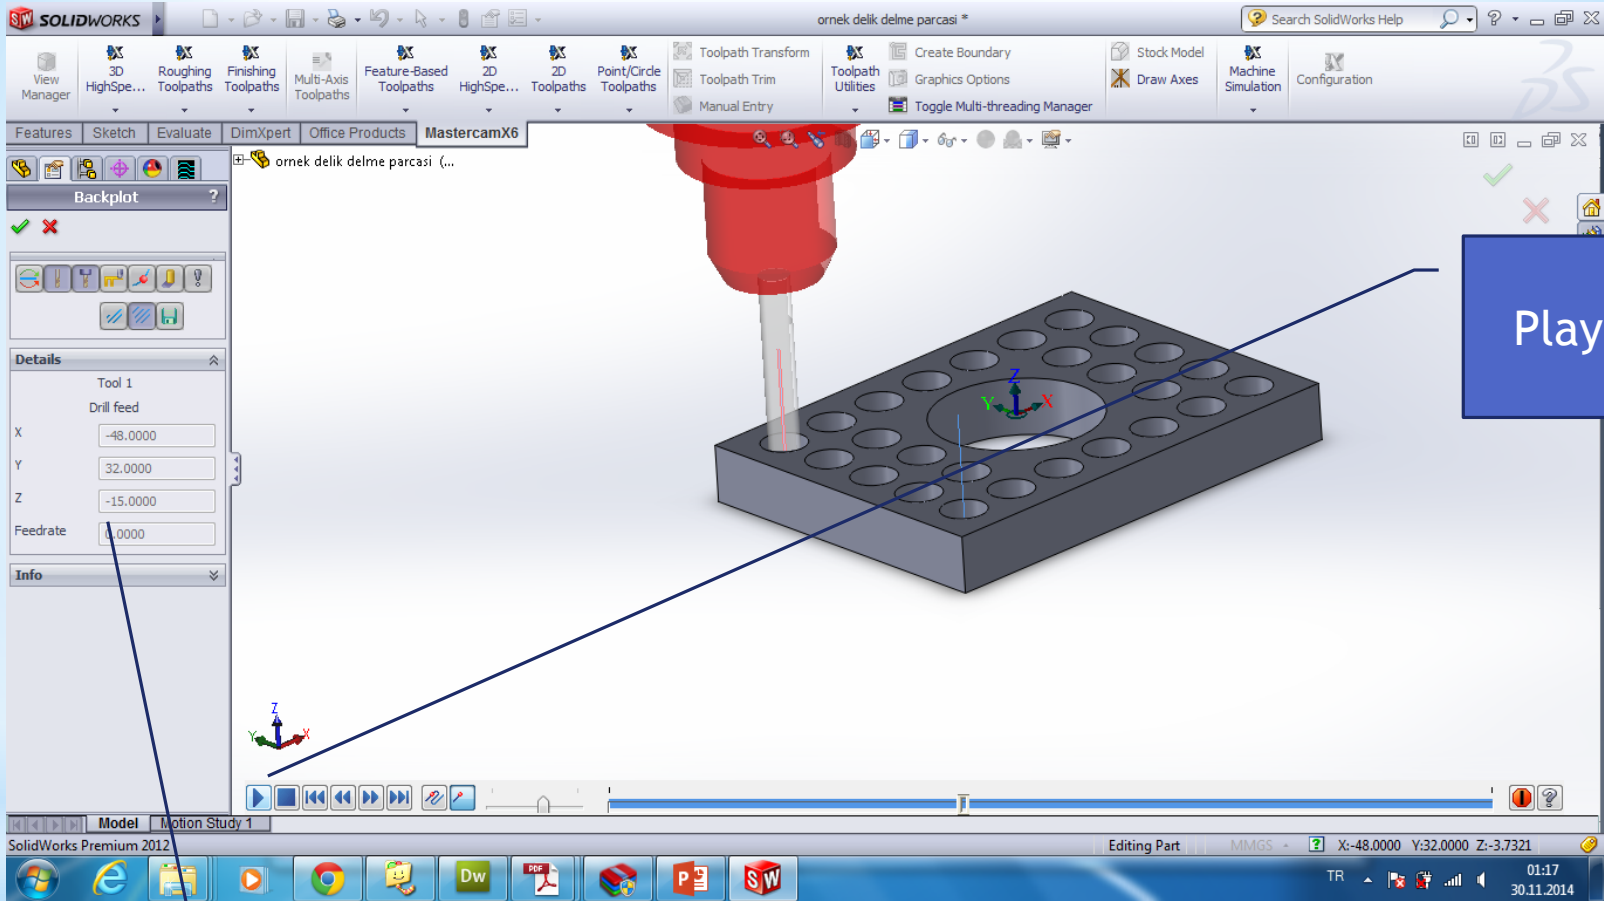 SOLIDWORKS
ornek delik delme parcasi *
Search SolidWorks Help
View Manager
3D HighSpe...
Roughing Toolpaths
Finishing Toolpaths
Multi-Axis Toolpaths
Feature-Based Toolpaths
2D HighSpe...
2D Toolpaths
Point/Circle Toolpaths
Toolpath Transform
Toolpath Trim
Manual Entry
Toolpath Utilities
Create Boundary
Graphics Options
Toggle Multi-threading Manager
Stock Model
Draw Axes
Machine Simulation
Configuration
Features Sketch Evaluate DimXpert Office Products MastercamX6
ornek delik delme parcasi (...
Backplot ?
Details
Tool 1
Drill feed
X -48.0000
Y 32.0000
Z -15.0000
Feedrate 0.0000
Info
Play
Z
Y X
Z
Y X
Model Motion Study 1
SolidWorks Premium 2012
Editing Part MMGS X:-48.0000 Y:32.0000 Z:-3.7321
Dw
PDF
P
SW
TR
01:17
30.11.2014